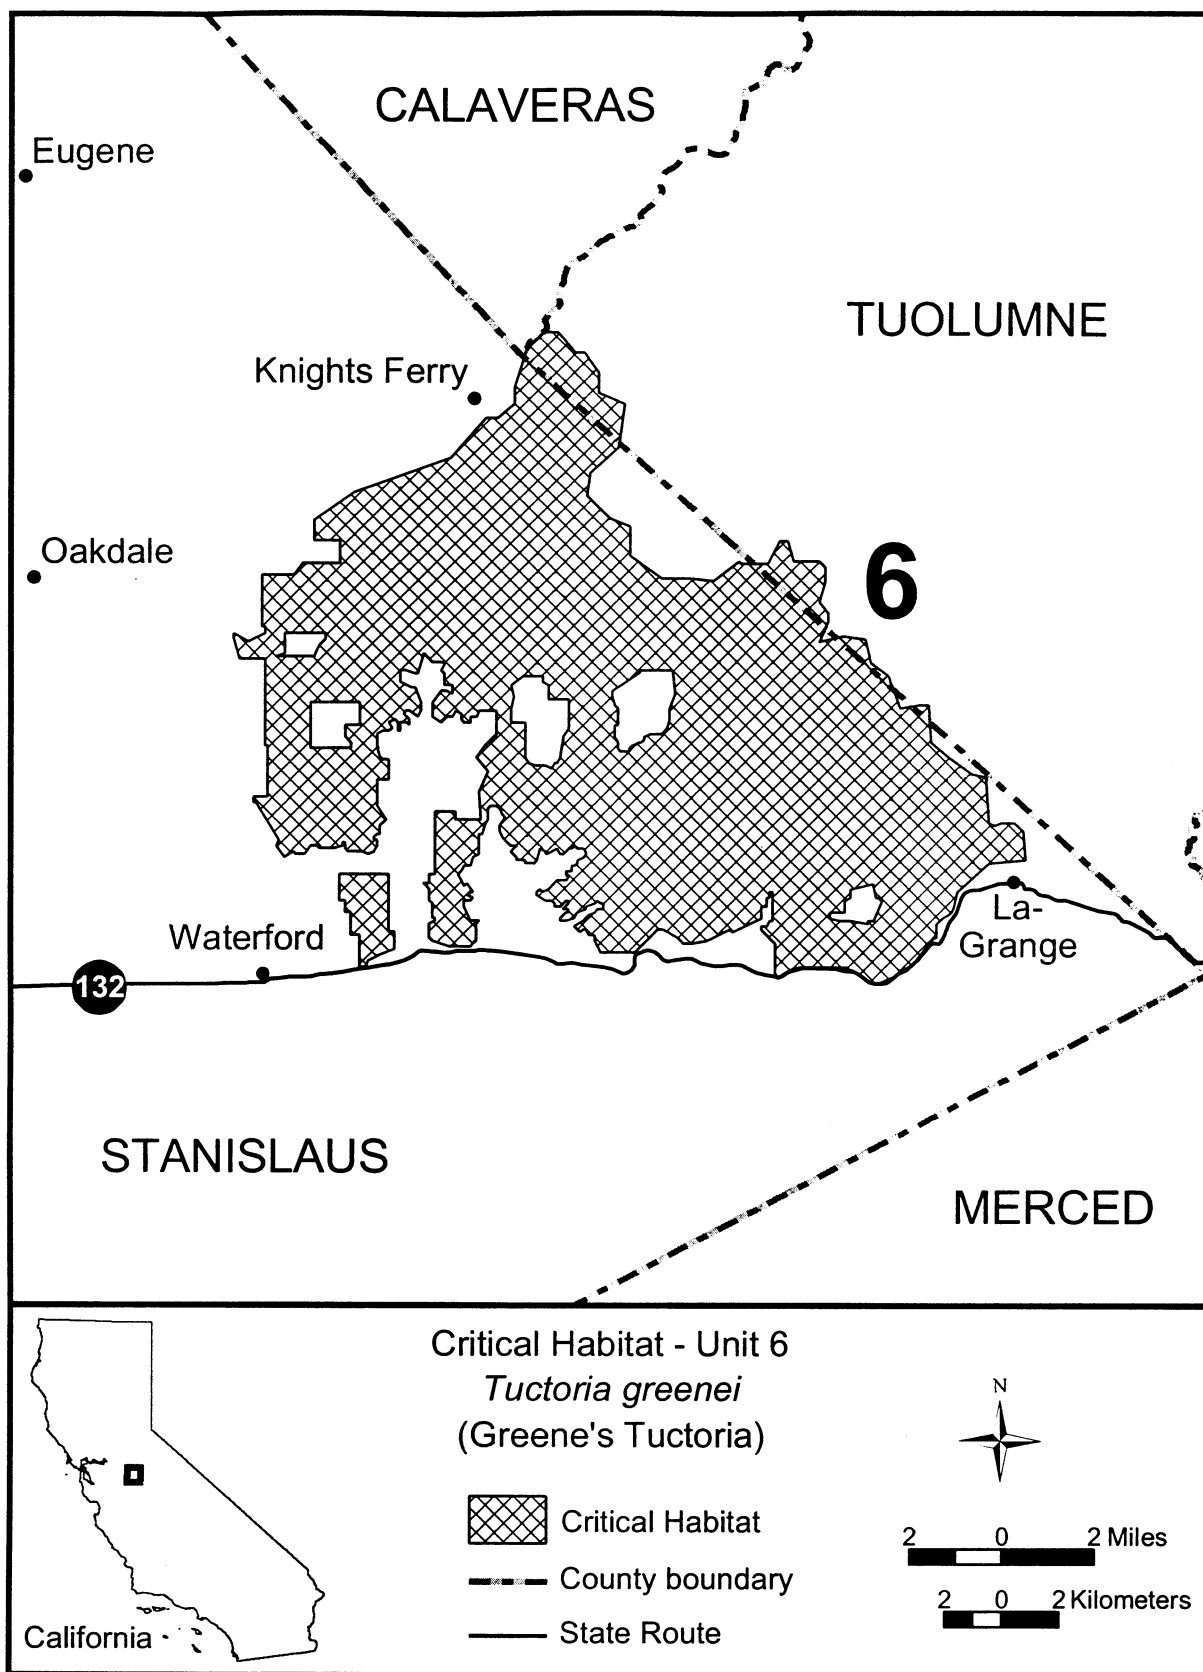 CALAVERAS
Eugene
TUOLUMNE
Knights Ferry
Oakdale
6
Waterford
La-
Grange
132
STANISLAUS
MERCED
Critical Habitat - Unit 6
Tuctoria greenei
(Greene's Tuctoria)
N
Critical Habitat
County boundary
State Route
2 0 2 Miles
2 0 2 Kilometers
California